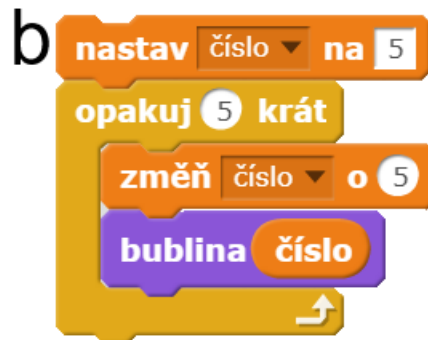 b
nastav číslo na 5
opakuj 5 krát
změň číslo o 5
bublina číslo